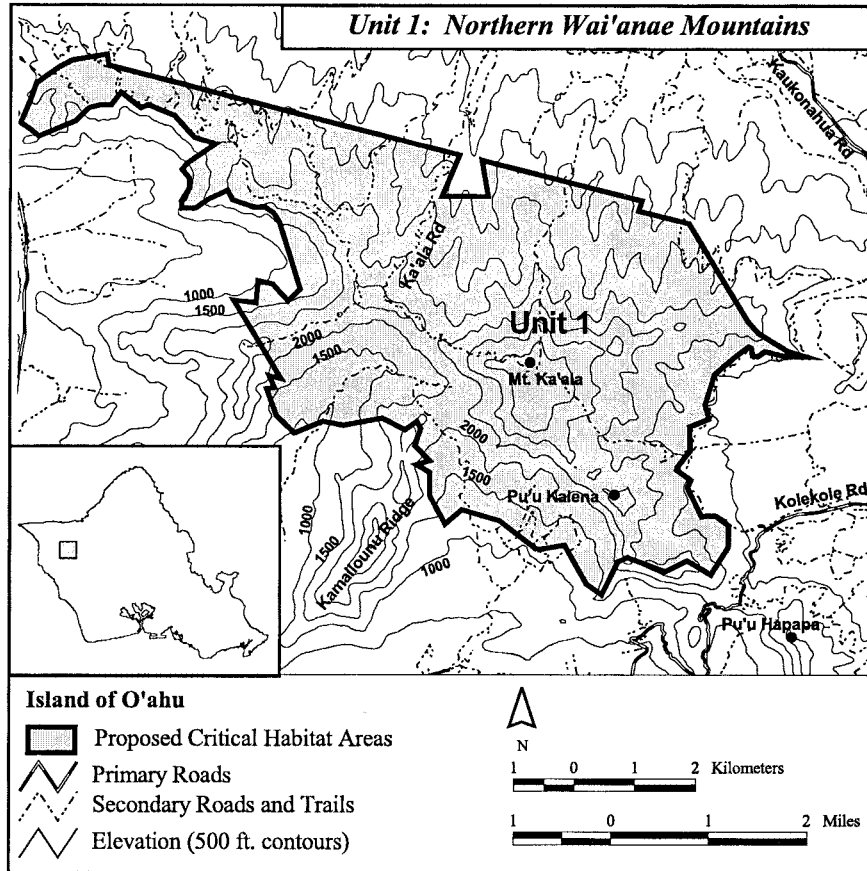 Unit 1: Northern Wai'anae Mountains
Kaukonahua Rd
Ka'ala Rd
1000
1500
2000
1500
Unit 1
Mt. Ka'ala
2000
1500
Pu'u Kalena
Kolekole Rd
1000
1500
Kamaileunu Ridge
1000
Pu'u Hapapa
Island of O'ahu
Proposed Critical Habitat Areas
Primary Roads
Secondary Roads and Trails
Elevation (500 ft. contours)
N
1 0 1 2 Kilometers
1 0 1 2 Miles